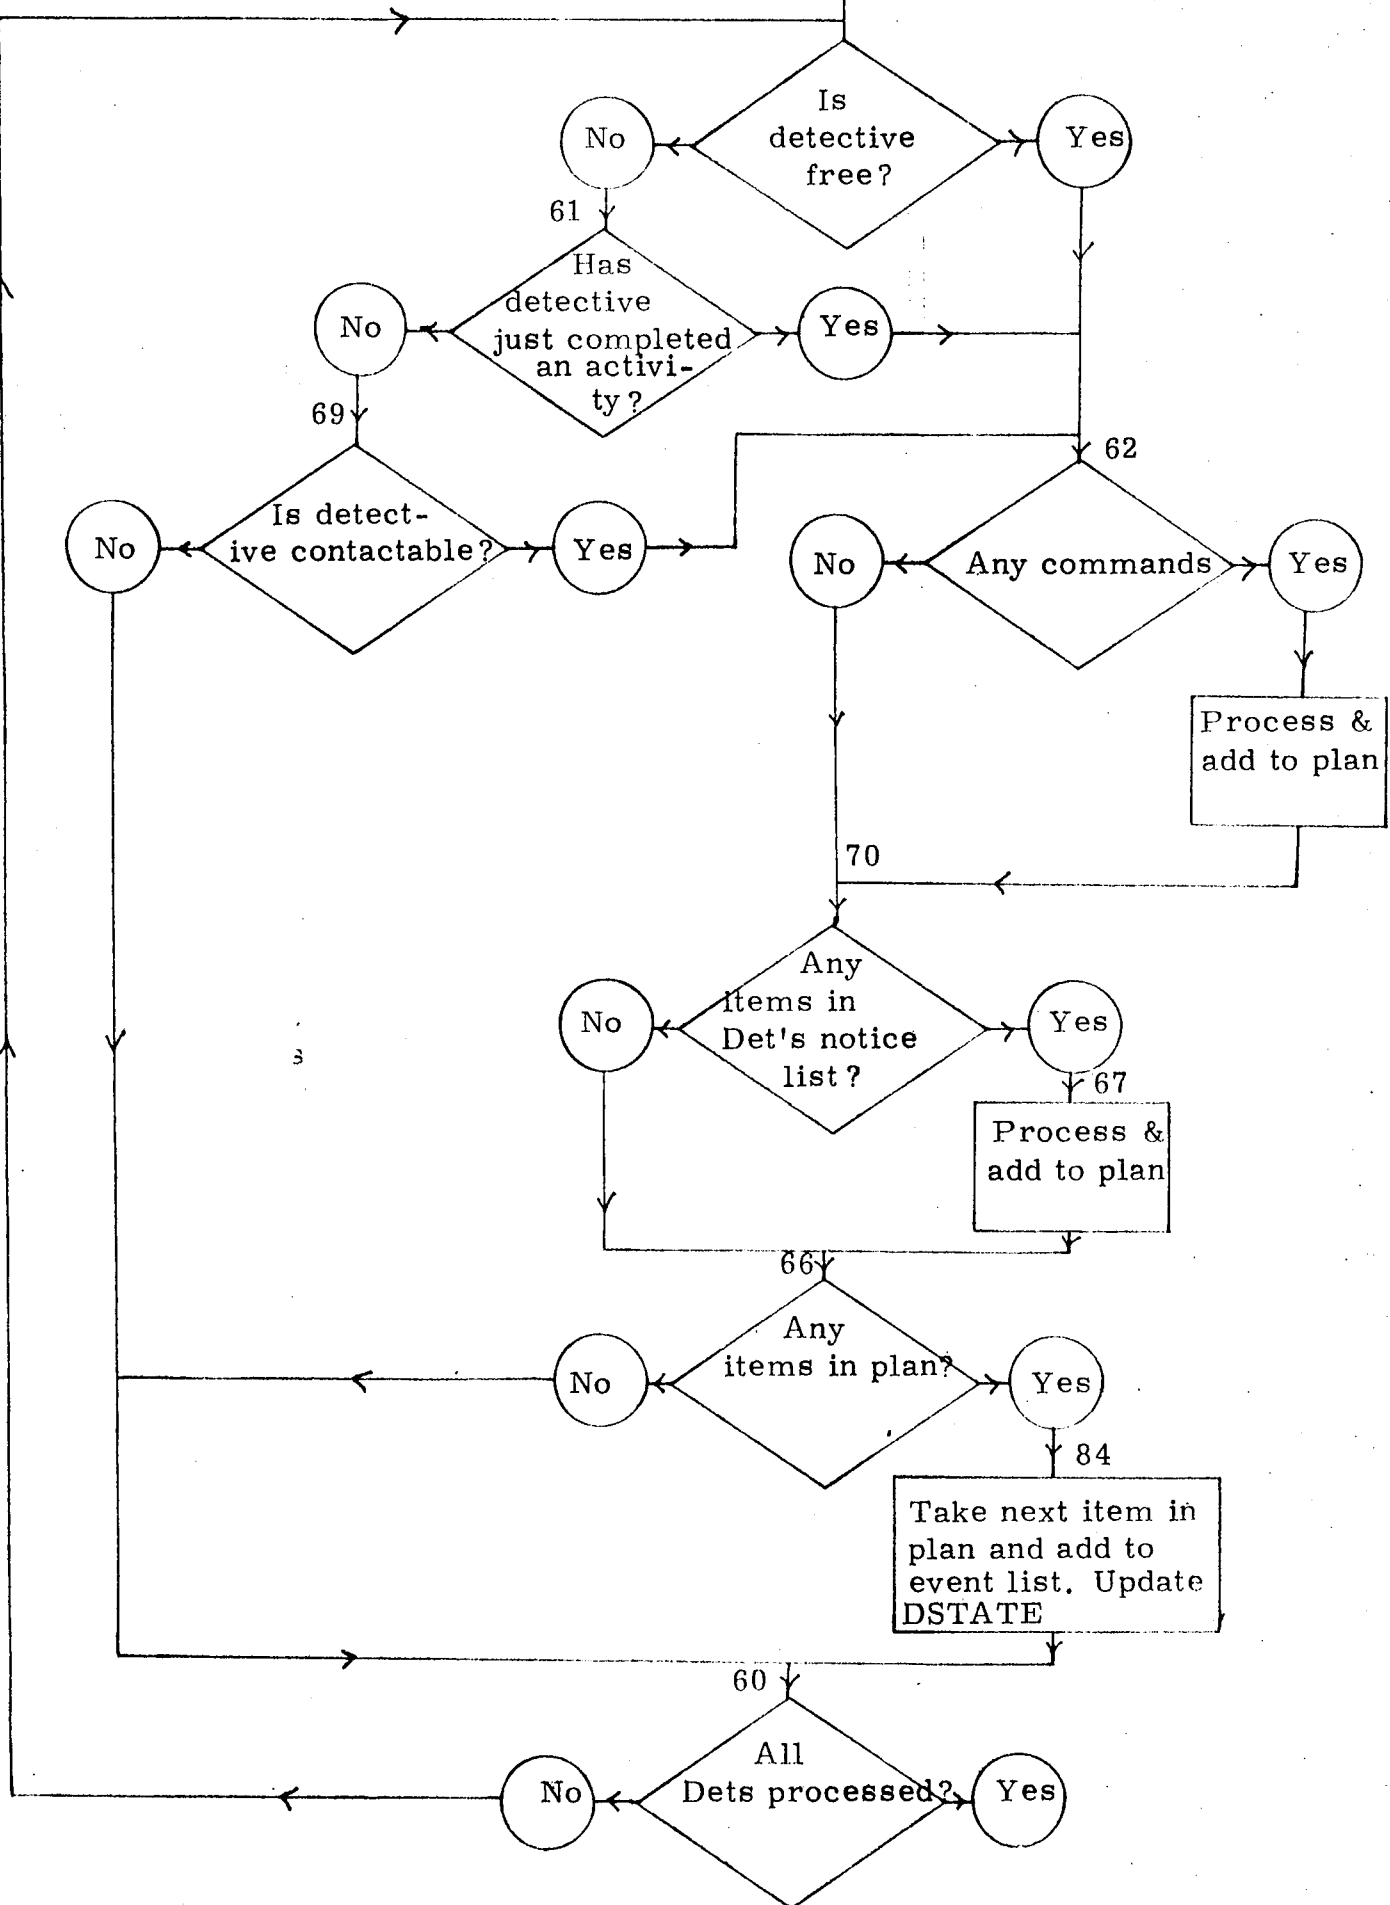 Is
detective
free?
No
Yes
61
Has
detective
just completed
an activi-
ty?
No
Yes
69
62
Is detect-
ive contactable?
No
Yes
Any commands
No
Yes
Process &
add to plan
70
Any
items in
Det's notice
list?
No
Yes
67
Process &
add to plan
66
Any
items in plan?
No
Yes
84
Take next item in
plan and add to
event list. Update
DSTATE
60
All
Dets processed?
No
Yes